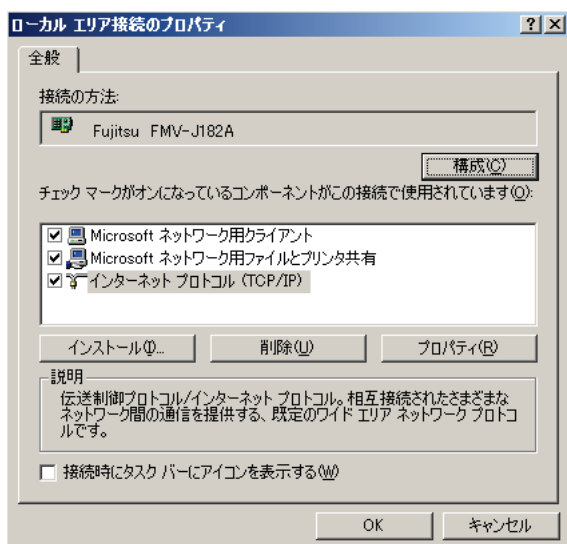 ローカル エリア接続のプロパティ
全般
接続の方法:
Fujitsu FMV-J182A
構成(C)
チェック マークがオンになっているコンポーネントがこの接続で使用されています(O):
Microsoft ネットワーク用クライアント
Microsoft ネットワーク用ファイルとプリンタ共有
インターネット プロトコル (TCP/IP)
インストール(I)... 削除(U) プロパティ(R)
説明
伝送制御プロトコル/インターネット プロトコル。相互接続されたさまざまな
ネットワーク間の通信を提供する、既定のワイド エリア ネットワーク プロトコ
ルです。
接続時にタスク バーにアイコンを表示する(W)
OK キャンセル